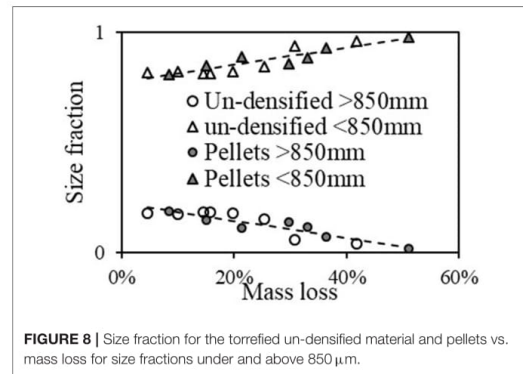 1
Size fraction
Un-densified >850mm
un-densified <850mm
Pellets >850mm
Pellets <850mm
0
0% 20% 40% 60%
Mass loss
FIGURE 8 | Size fraction for the torrefied un-densified material and pellets vs.
mass loss for size fractions under and above 850 μm.